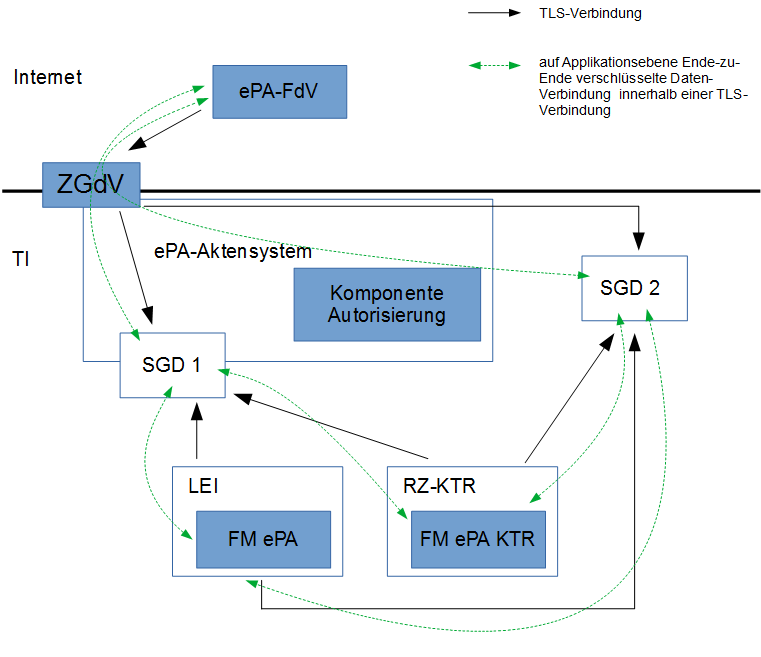 TLS-Verbindung
auf Applikationsebene Ende-zu-
Ende verschlüsselte Daten-
Verbindung innerhalb einer TLS-
Verbindung
Internet
ePA-FdV
ZGdV
TI
ePA-Aktensystem
Komponente
Autorisierung
SGD 2
SGD 1
LEI
FM ePA
RZ-KTR
FM ePA KTR